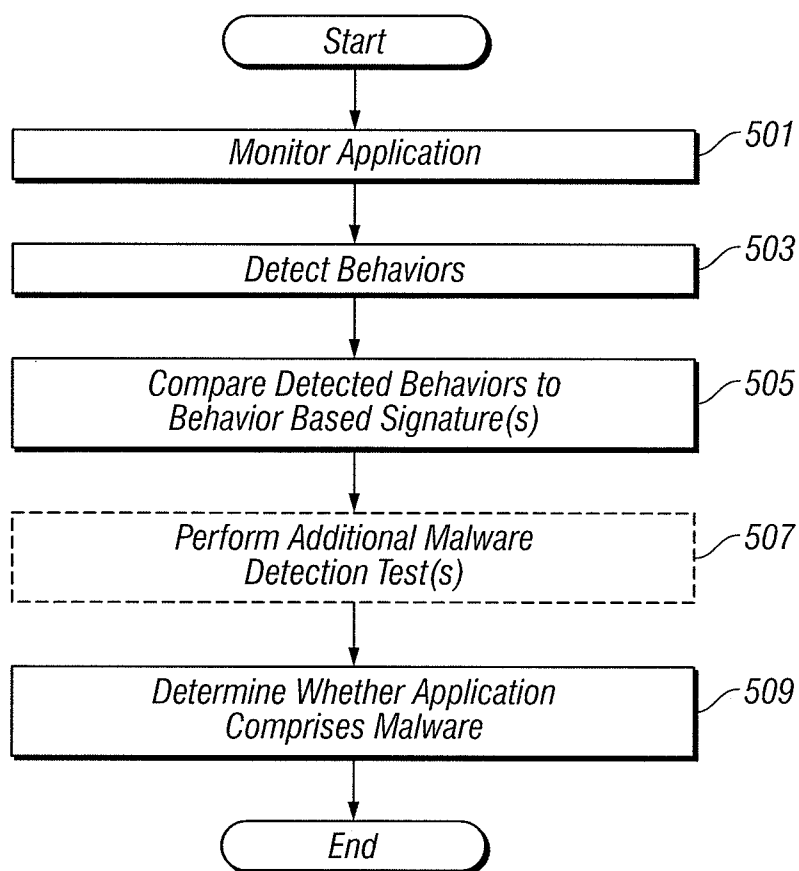 Start
Monitor Application
501
Detect Behaviors
503
Compare Detected Behaviors to
Behavior Based Signature(s)
505
Perform Additional Malware
Detection Test(s)
507
Determine Whether Application
Comprises Malware
509
End